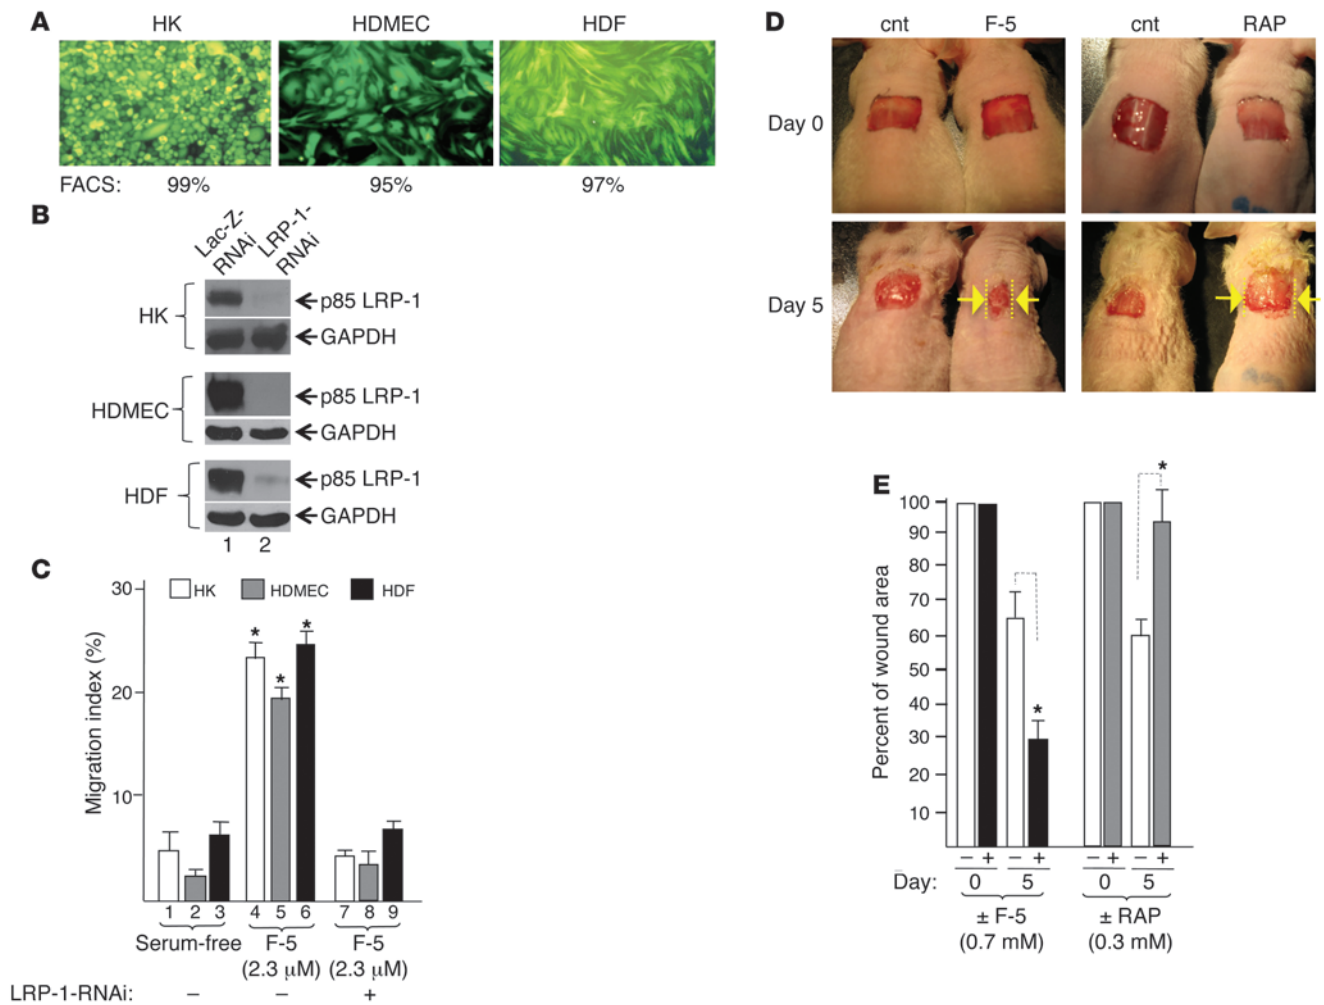 A
HK HDMEC HDF
FACS: 99% 95% 97%
B
Lac-Z-
RNAi
LRP-1-
RNAi
HK
p85 LRP-1
GAPDH
HDMEC
p85 LRP-1
GAPDH
HDF
p85 LRP-1
GAPDH
1 2
C
Migration index (%)
30
20
10
HK HDMEC HDF
* * *
1 2 3 4 5 6 7 8 9
Serum-free F-5 F-5
(2.3 µM) (2.3 µM)
LRP-1-RNAi: – – +
D
cnt F-5 cnt RAP
Day 0
Day 5
E
Percent of wound area
100
90
80
70
60
50
40
30
20
10
* *
– + – + – + – +
Day: 0 5 0 5
± F-5 ± RAP
(0.7 mM) (0.3 mM)